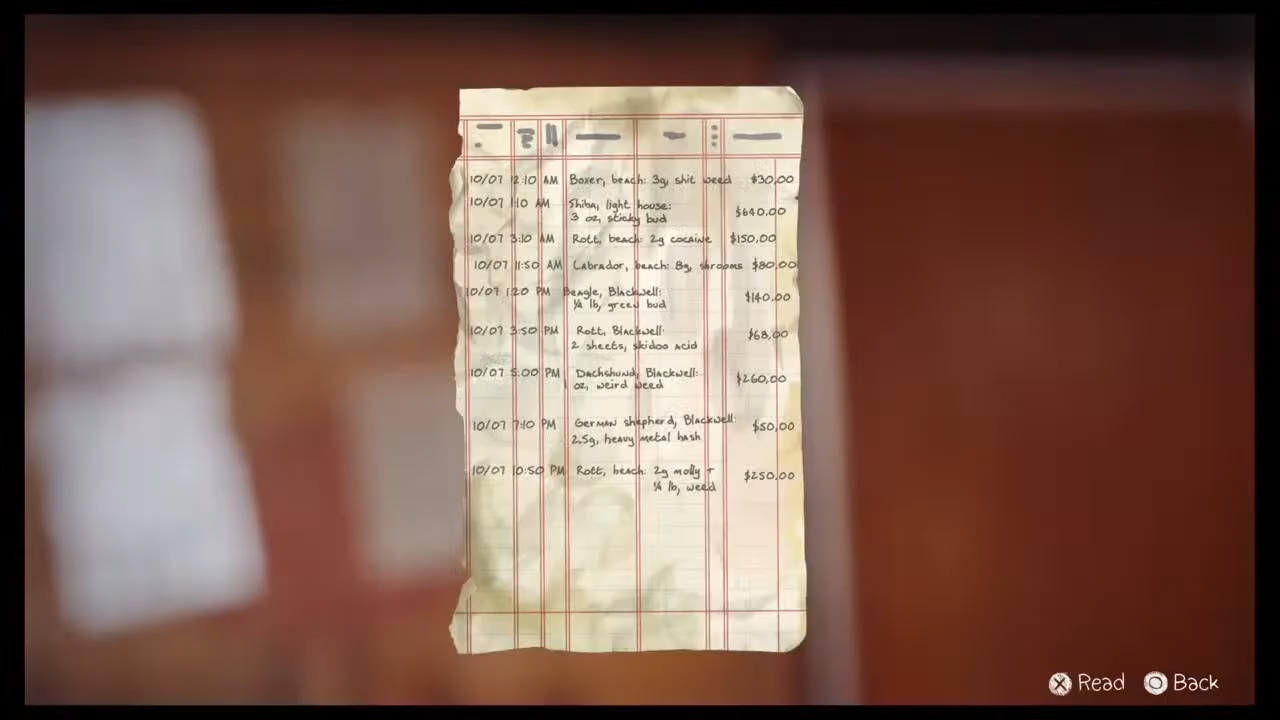 10/07 12:10 AM Boxer, beach: 3g, shit weed $30,00
10/07 1:10 AM Shiba, light house: $640,00
3 oz, sticky bud
10/07 3:10 AM Rott, beach: 2g cocaine $150,00
10/07 11:50 AM Labrador, beach: 8g, shrooms $80,00
10/07 1:20 PM Beagle, Blackwell: $140,00
¼ lb, green bud
10/07 3:50 PM Rott, Blackwell: $68,00
2 sheets, skidoo acid
10/07 5:00 PM Dachshund, Blackwell: $260,00
1 oz, weird weed
10/07 7:10 PM German shepherd, Blackwell: $50,00
2.5g, heavy metal hash
10/07 10:50 PM Rott, beach: 2g molly + $250,00
¼ lb, weed
Read Back